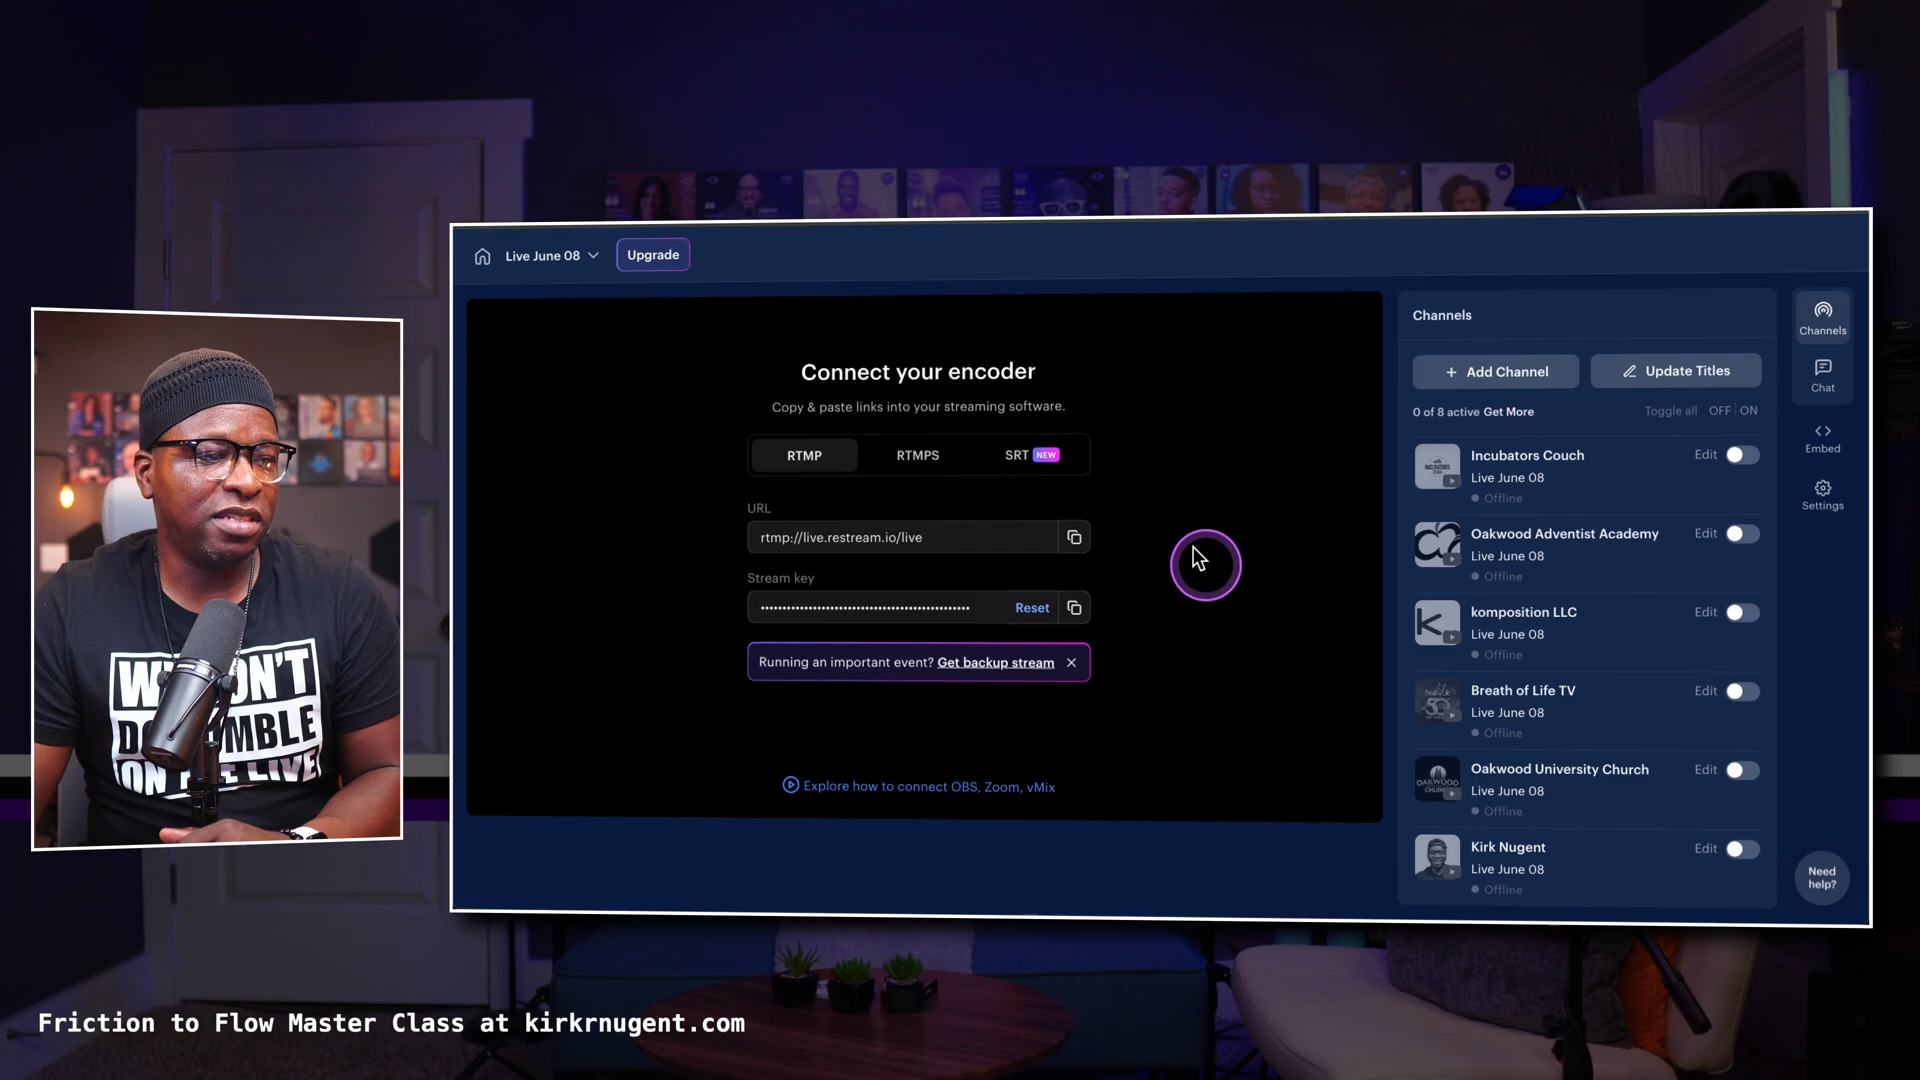 Live June 08
Upgrade
Connect your encoder
Copy & paste links into your streaming software.
RTMP
RTMPS
SRT NEW
URL
rtmp://live.restream.io/live
Stream key
Reset
Running an important event? Get backup stream
Explore how to connect OBS, Zoom, vMix
Channels
+ Add Channel
Update Titles
0 of 8 active Get More
Toggle all OFF ON
Incubators Couch
Edit
Live June 08
Offline
Oakwood Adventist Academy
Edit
Live June 08
Offline
komposition LLC
Edit
Live June 08
Offline
Breath of Life TV
Edit
Live June 08
Offline
OAKWOOD
Oakwood University Church
Edit
Live June 08
Offline
Kirk Nugent
Edit
Live June 08
Offline
Channels
Chat
Embed
Settings
Need
help?
Friction to Flow Master Class at kirkrnugent.com